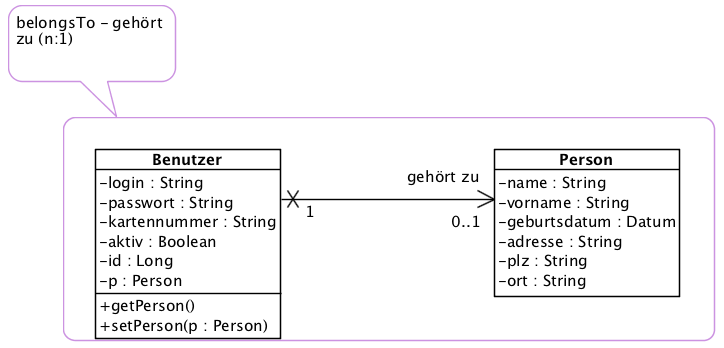 belongsTo – gehört
zu (n:1)
Benutzer
–login : String
–passwort : String
–kartennummer : String
–aktiv : Boolean
–id : Long
–p : Person
+getPerson()
+setPerson(p : Person)
gehört zu
1
0..1
Person
–name : String
–vorname : String
–geburtsdatum : Datum
–adresse : String
–plz : String
–ort : String